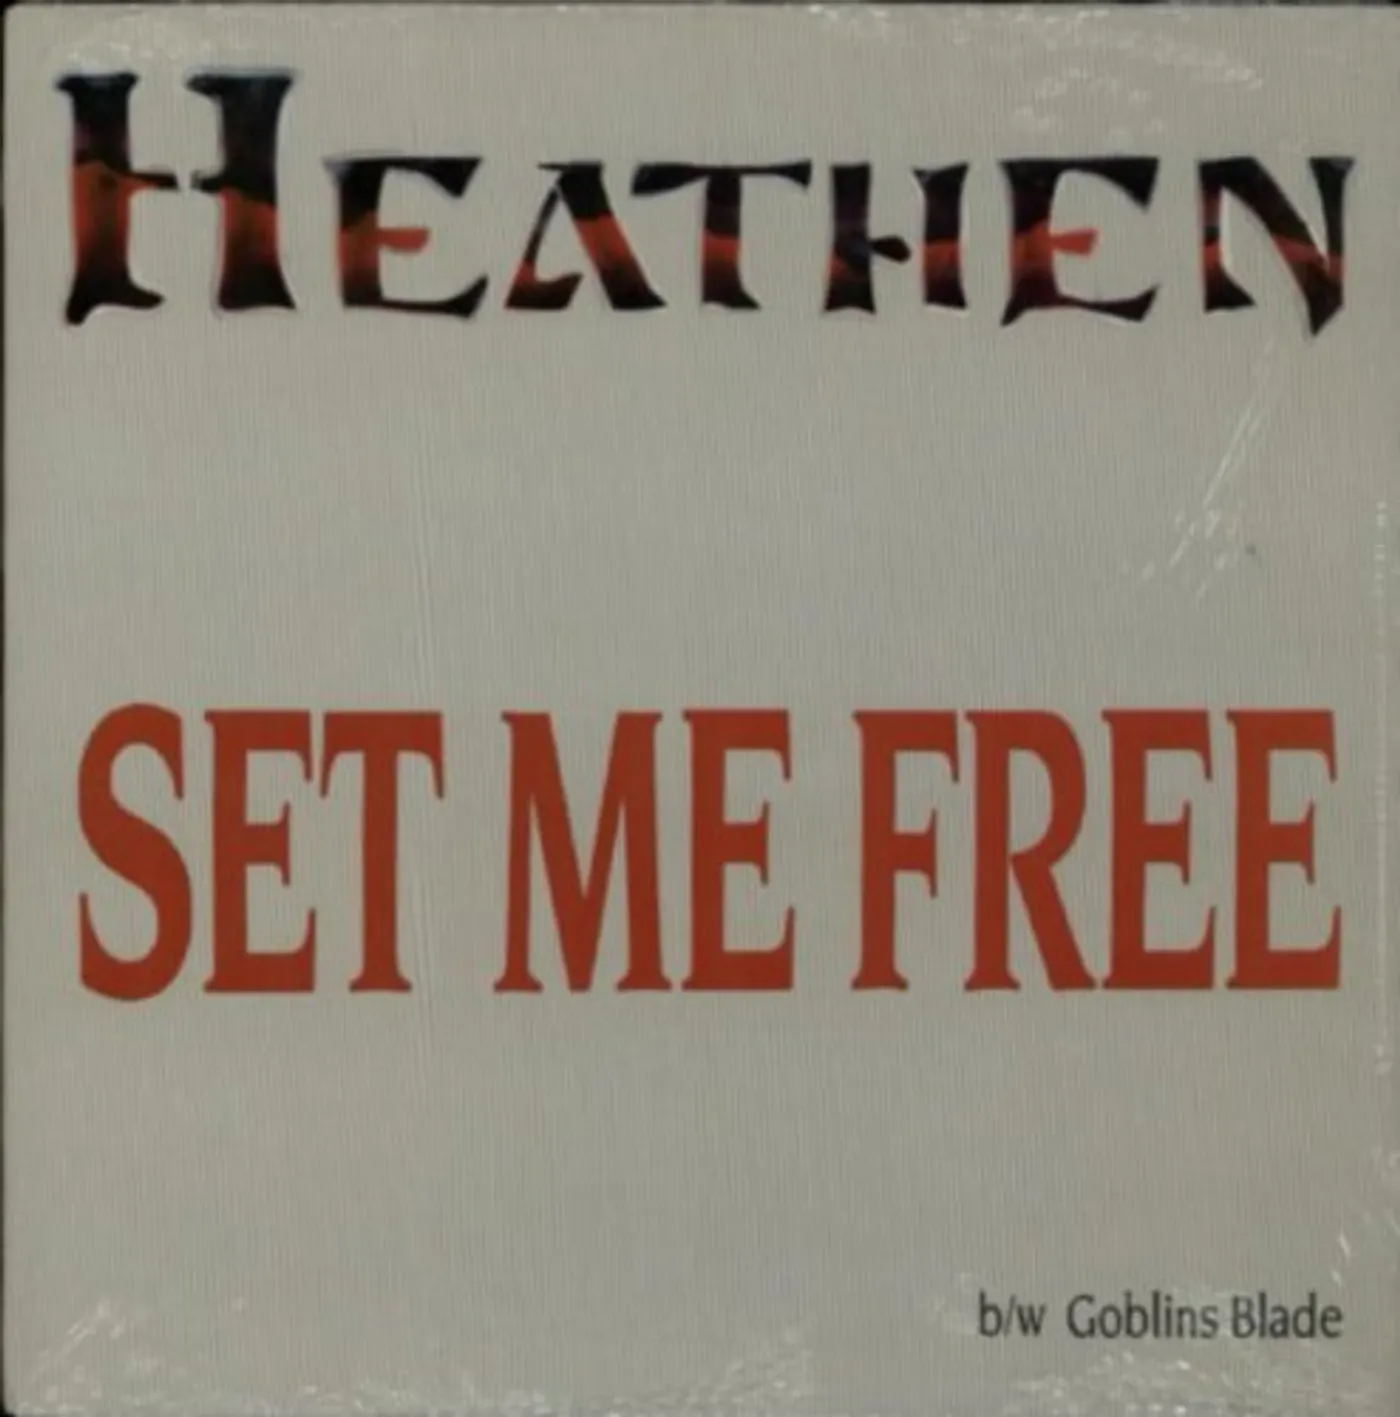 HEATHEN
SET ME FREE
b/w Goblins Blade